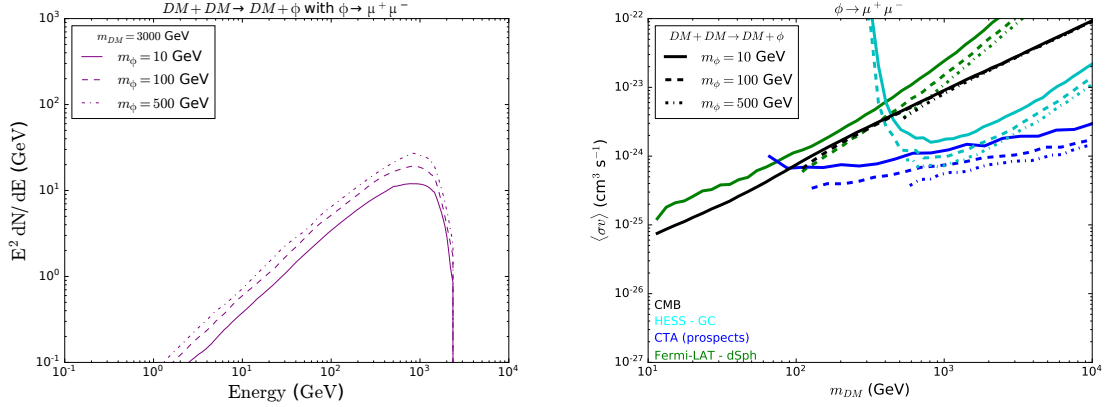 DM + DM → DM + ϕ with ϕ → μ⁺μ⁻
m_DM = 3000 GeV
m_ϕ = 10 GeV
m_ϕ = 100 GeV
m_ϕ = 500 GeV
E² dN/dE (GeV)
10³
10²
10¹
10⁰
10⁻¹
10⁻¹ 10⁰ 10¹ 10² 10³ 10⁴
Energy (GeV)
ϕ → μ⁺μ⁻
DM + DM → DM + ϕ
m_ϕ = 10 GeV
m_ϕ = 100 GeV
m_ϕ = 500 GeV
⟨σv⟩ (cm³ s⁻¹)
10⁻²²
10⁻²³
10⁻²⁴
10⁻²⁵
10⁻²⁶
10⁻²⁷
CMB
HESS - GC
CTA (prospects)
Fermi-LAT - dSph
10¹ 10² 10³ 10⁴
m_DM (GeV)